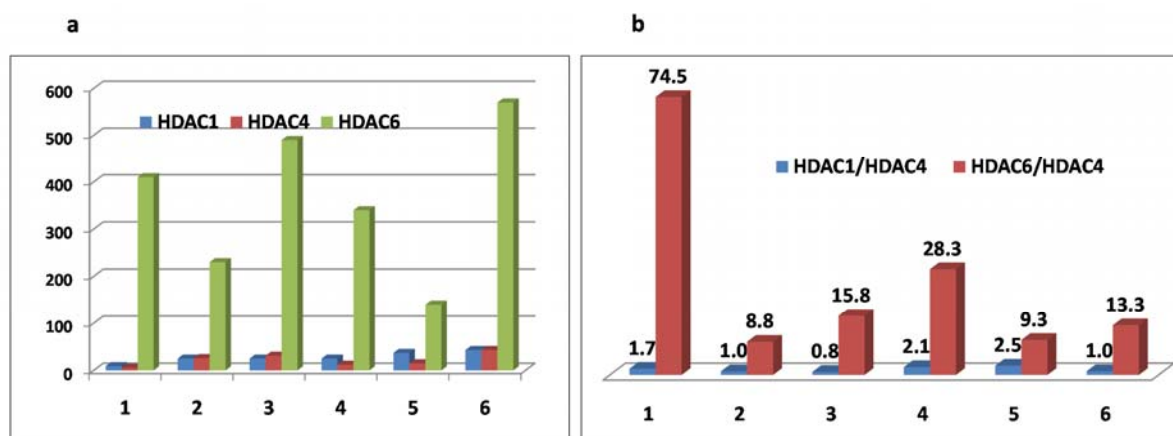 a
600
500
400
300
200
100
0
HDAC1 HDAC4 HDAC6
1 2 3 4 5 6
b
74.5
HDAC1/HDAC4 HDAC6/HDAC4
28.3
15.8
13.3
8.8
9.3
1.7 1.0 0.8 2.1 2.5 1.0
1 2 3 4 5 6